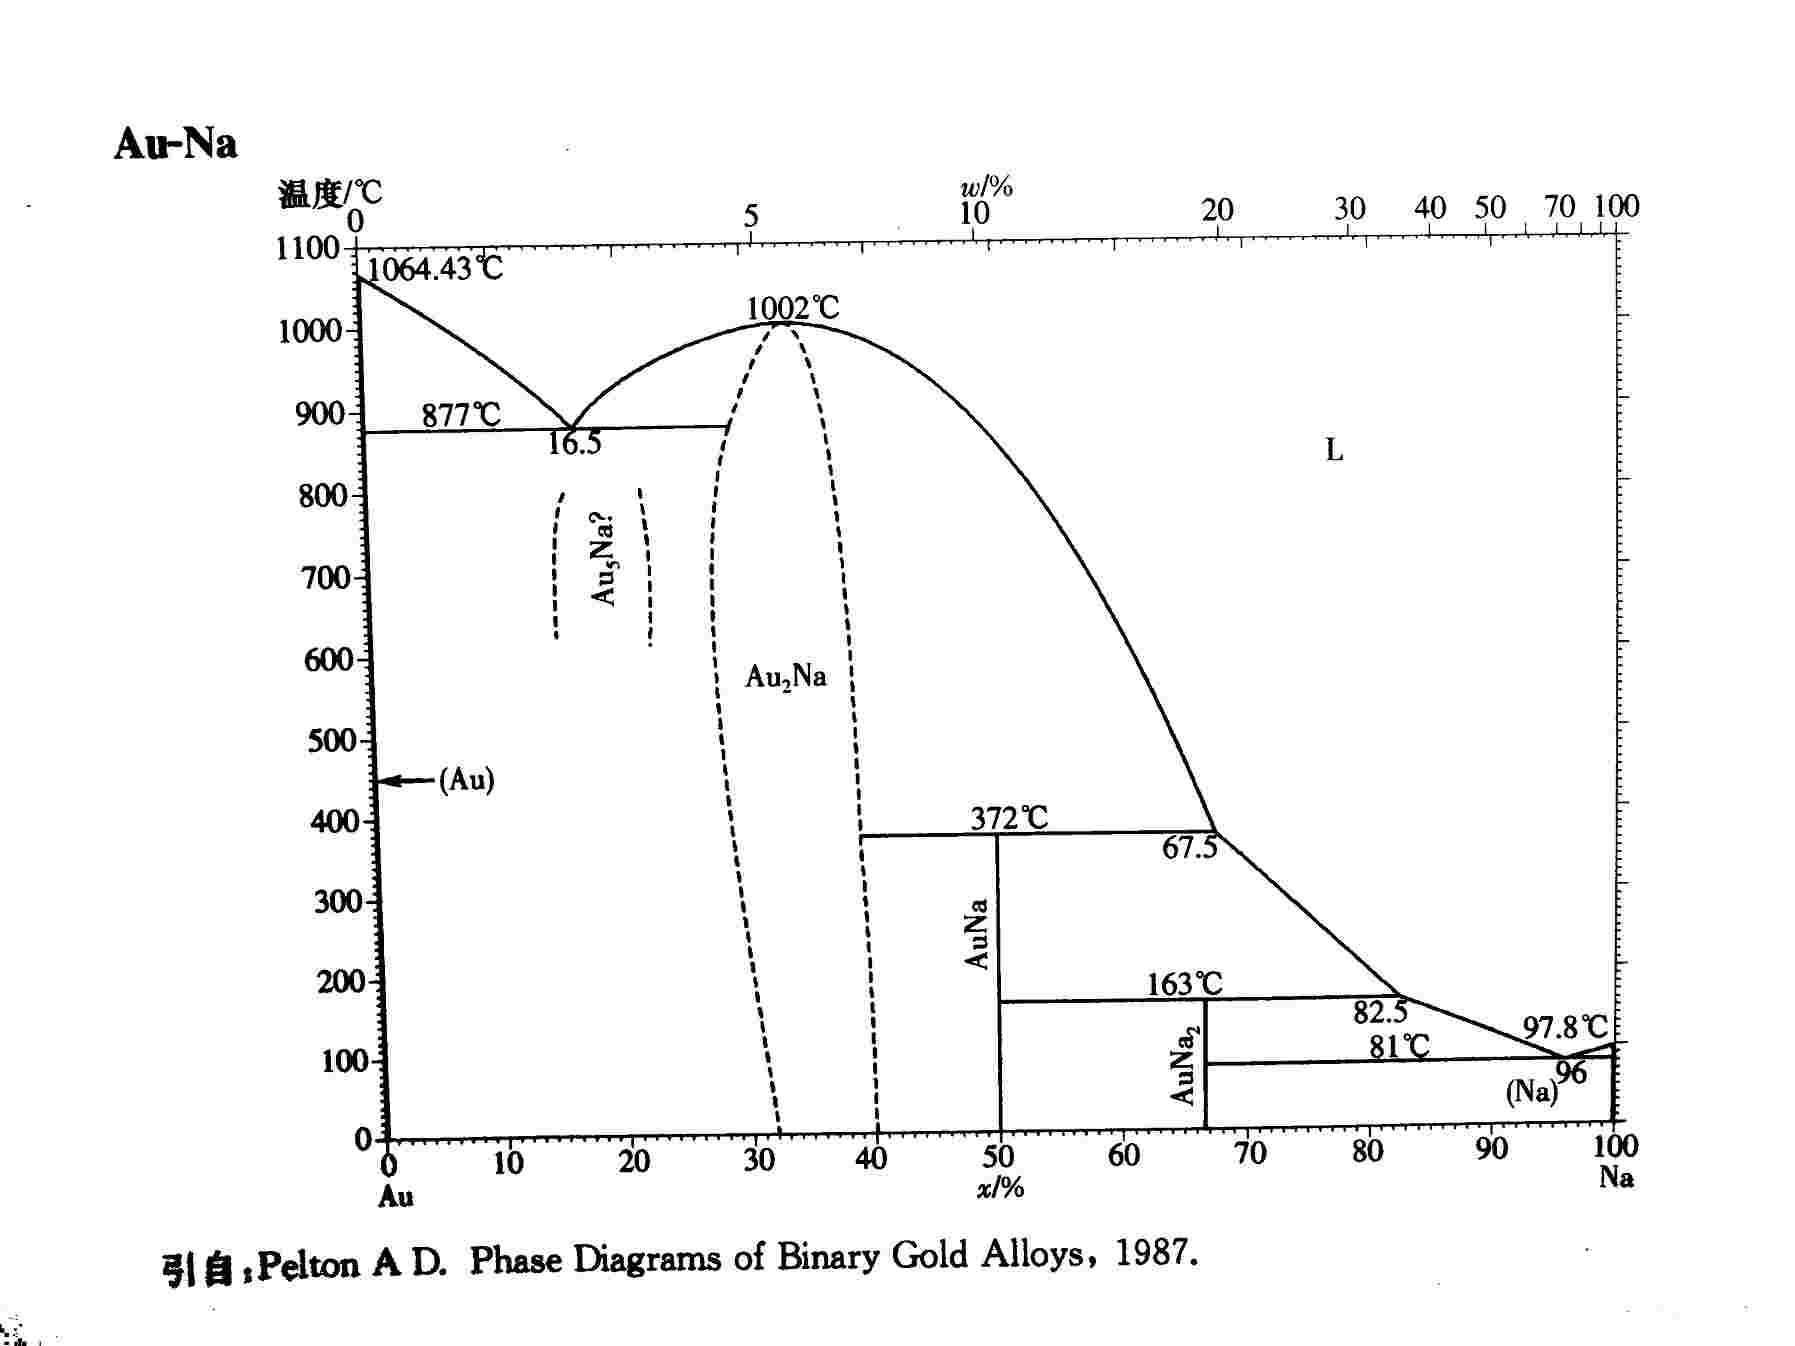 Au-Na
温度/℃
w/%
0 5 10 20 30 40 50 70 100
1100
1064.43℃
1002℃
1000
900
877℃
16.5
L
800
Au₅Na?
700
600
Au₂Na
500
(Au)
400
372℃
67.5
300
AuNa
200
163℃
82.5
97.8℃
AuNa₂
81℃
100
96
(Na)
0
0 10 20 30 40 50 60 70 80 90 100
Au x/% Na
引自:Pelton A D. Phase Diagrams of Binary Gold Alloys, 1987.